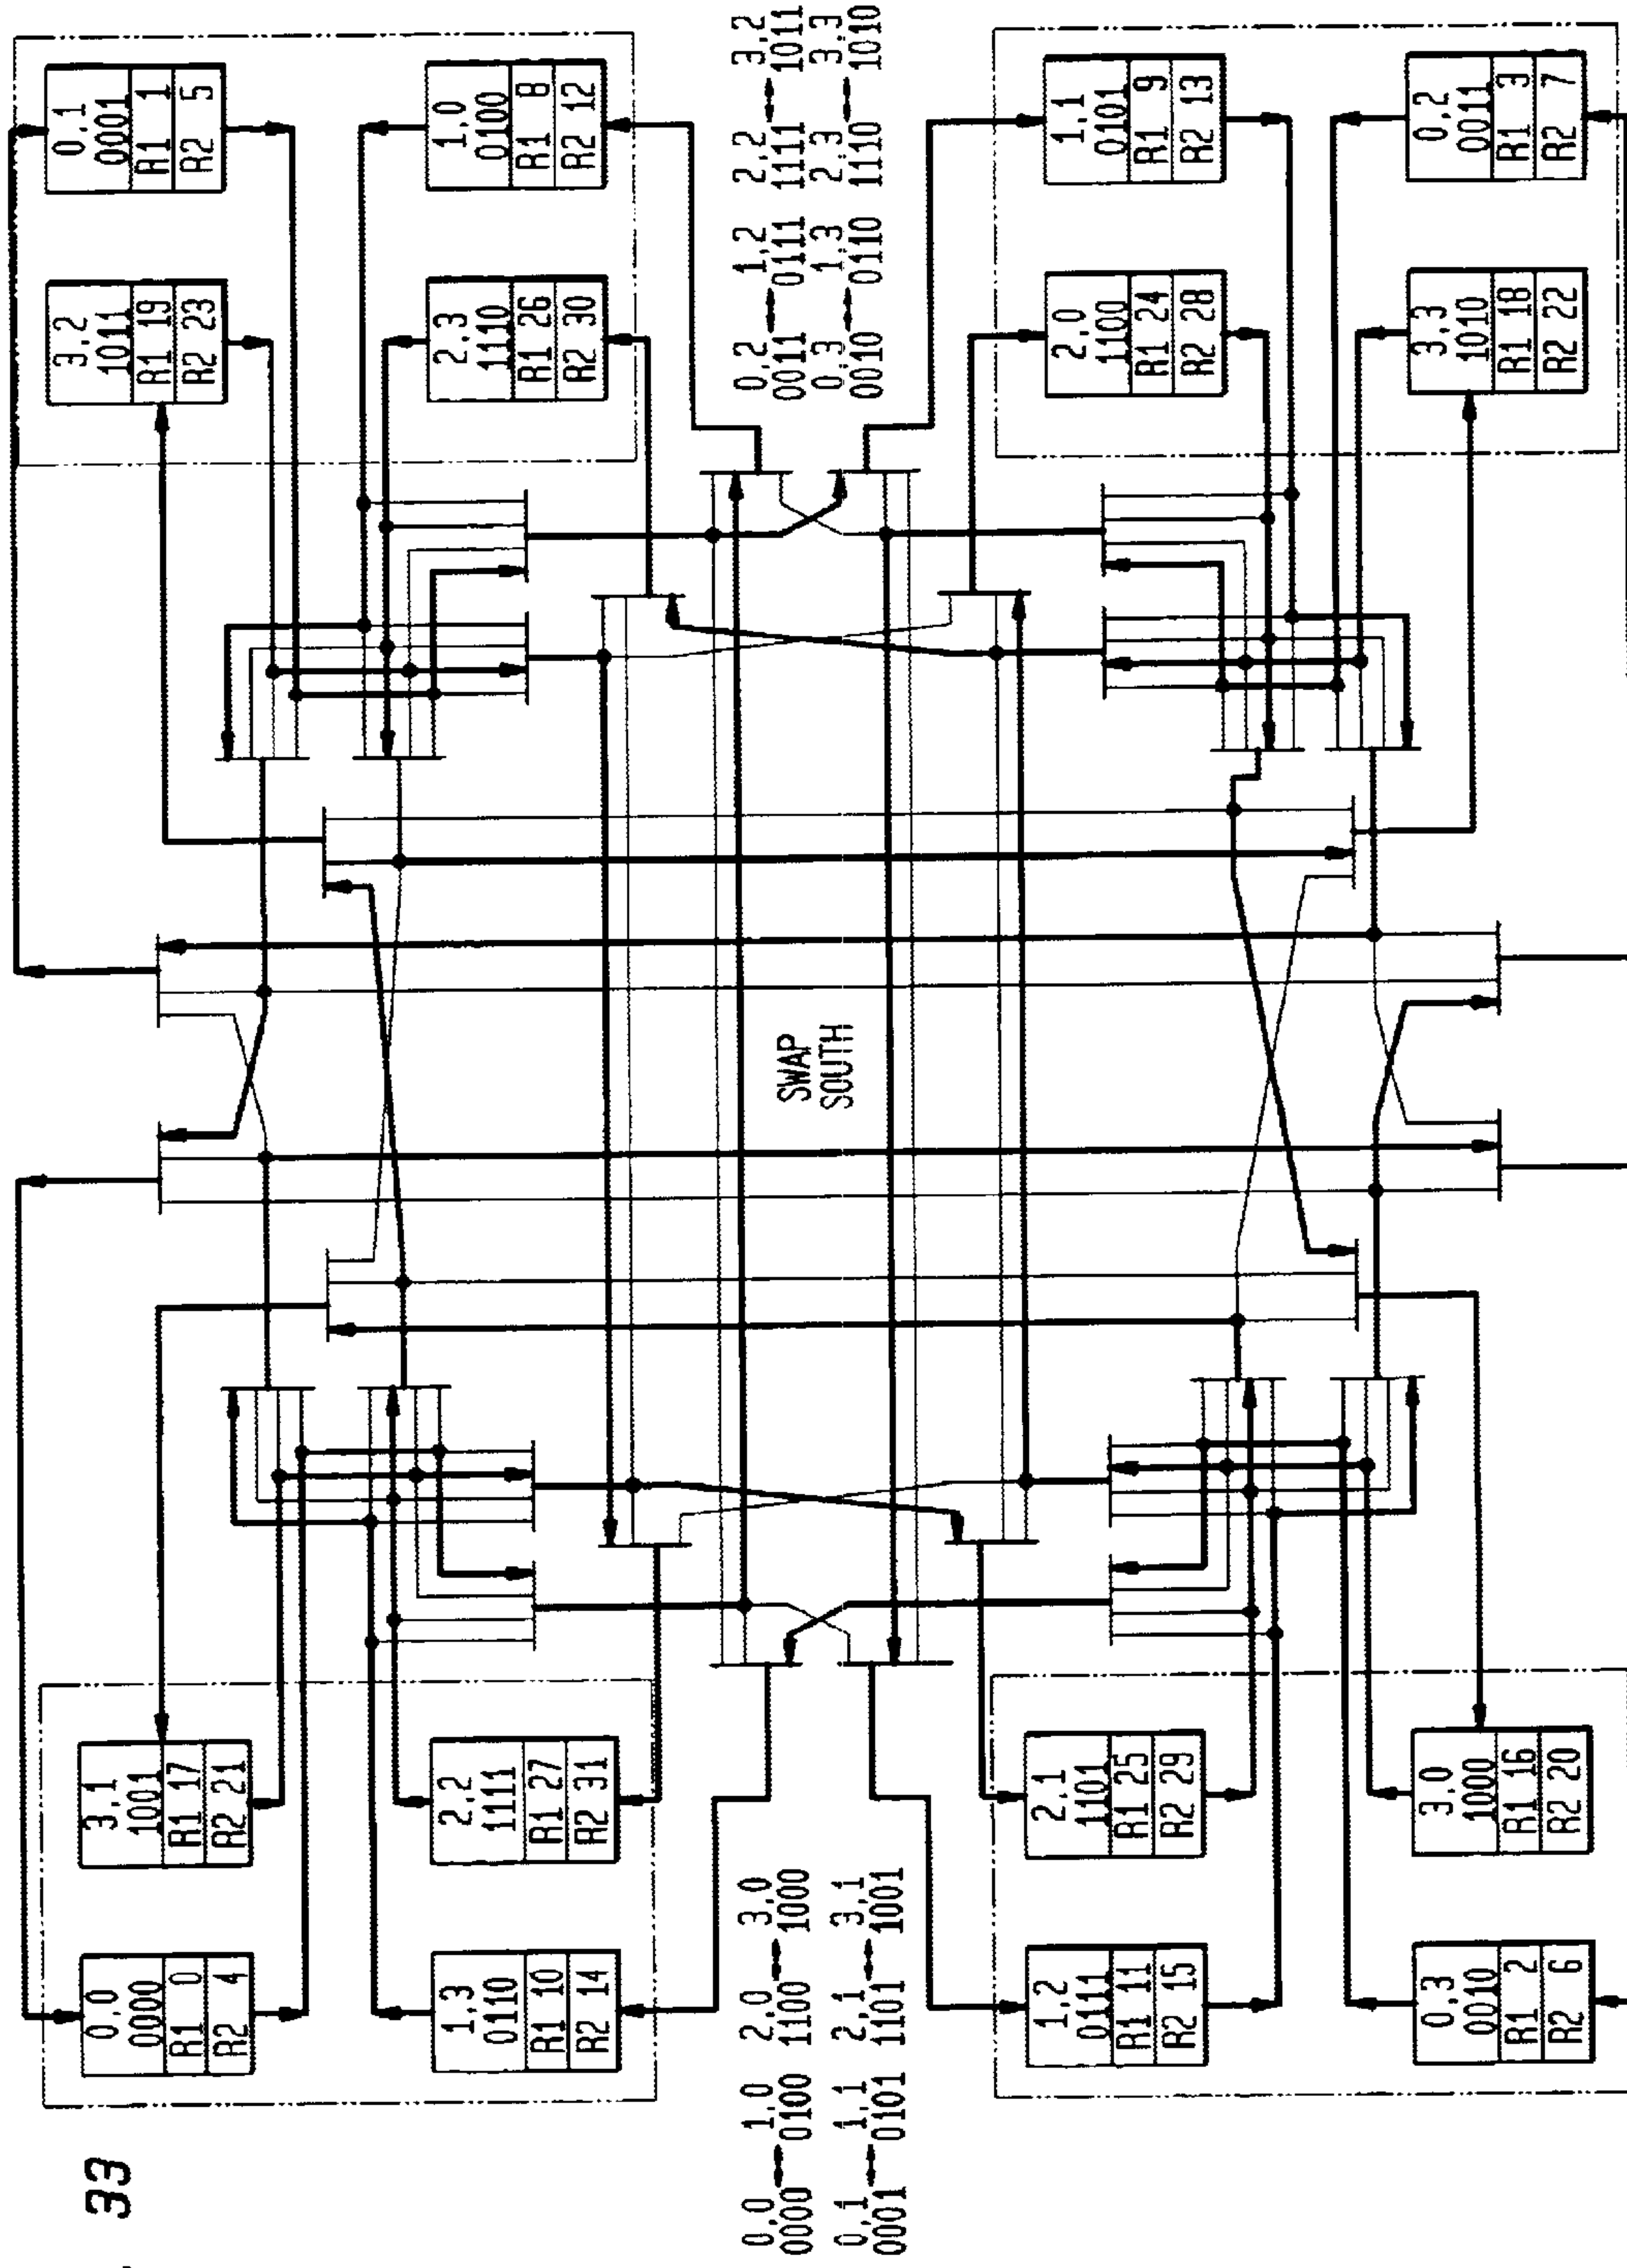 33
0,0
0000
R1 0
R2 4
3,1
1001
R1 17
R2 21
3,2
1011
R1 19
R2 23
0,1
0001
R1 1
R2 5
1,3
0110
R1 10
R2 14
2,2
1111
R1 27
R2 31
2,3
1110
R1 26
R2 30
1,0
0100
R1 8
R2 12
0,0 ↔ 1,0 2,0 ↔ 3,0
0000 0100 1100 1000
0,1 ↔ 1,1 2,1 ↔ 3,1
0001 0101 1101 1001
SWAP
SOUTH
0,2 ↔ 1,2 2,2 ↔ 3,2
0011 0111 1111 1011
0,3 ↔ 1,3 2,3 ↔ 3,3
0010 0110 1110 1010
1,2
0111
R1 11
R2 15
2,1
1101
R1 25
R2 29
2,0
1100
R1 24
R2 28
1,1
0101
R1 9
R2 13
0,3
0010
R1 2
R2 6
3,0
1000
R1 16
R2 20
3,3
1010
R1 18
R2 22
0,2
0011
R1 3
R2 7